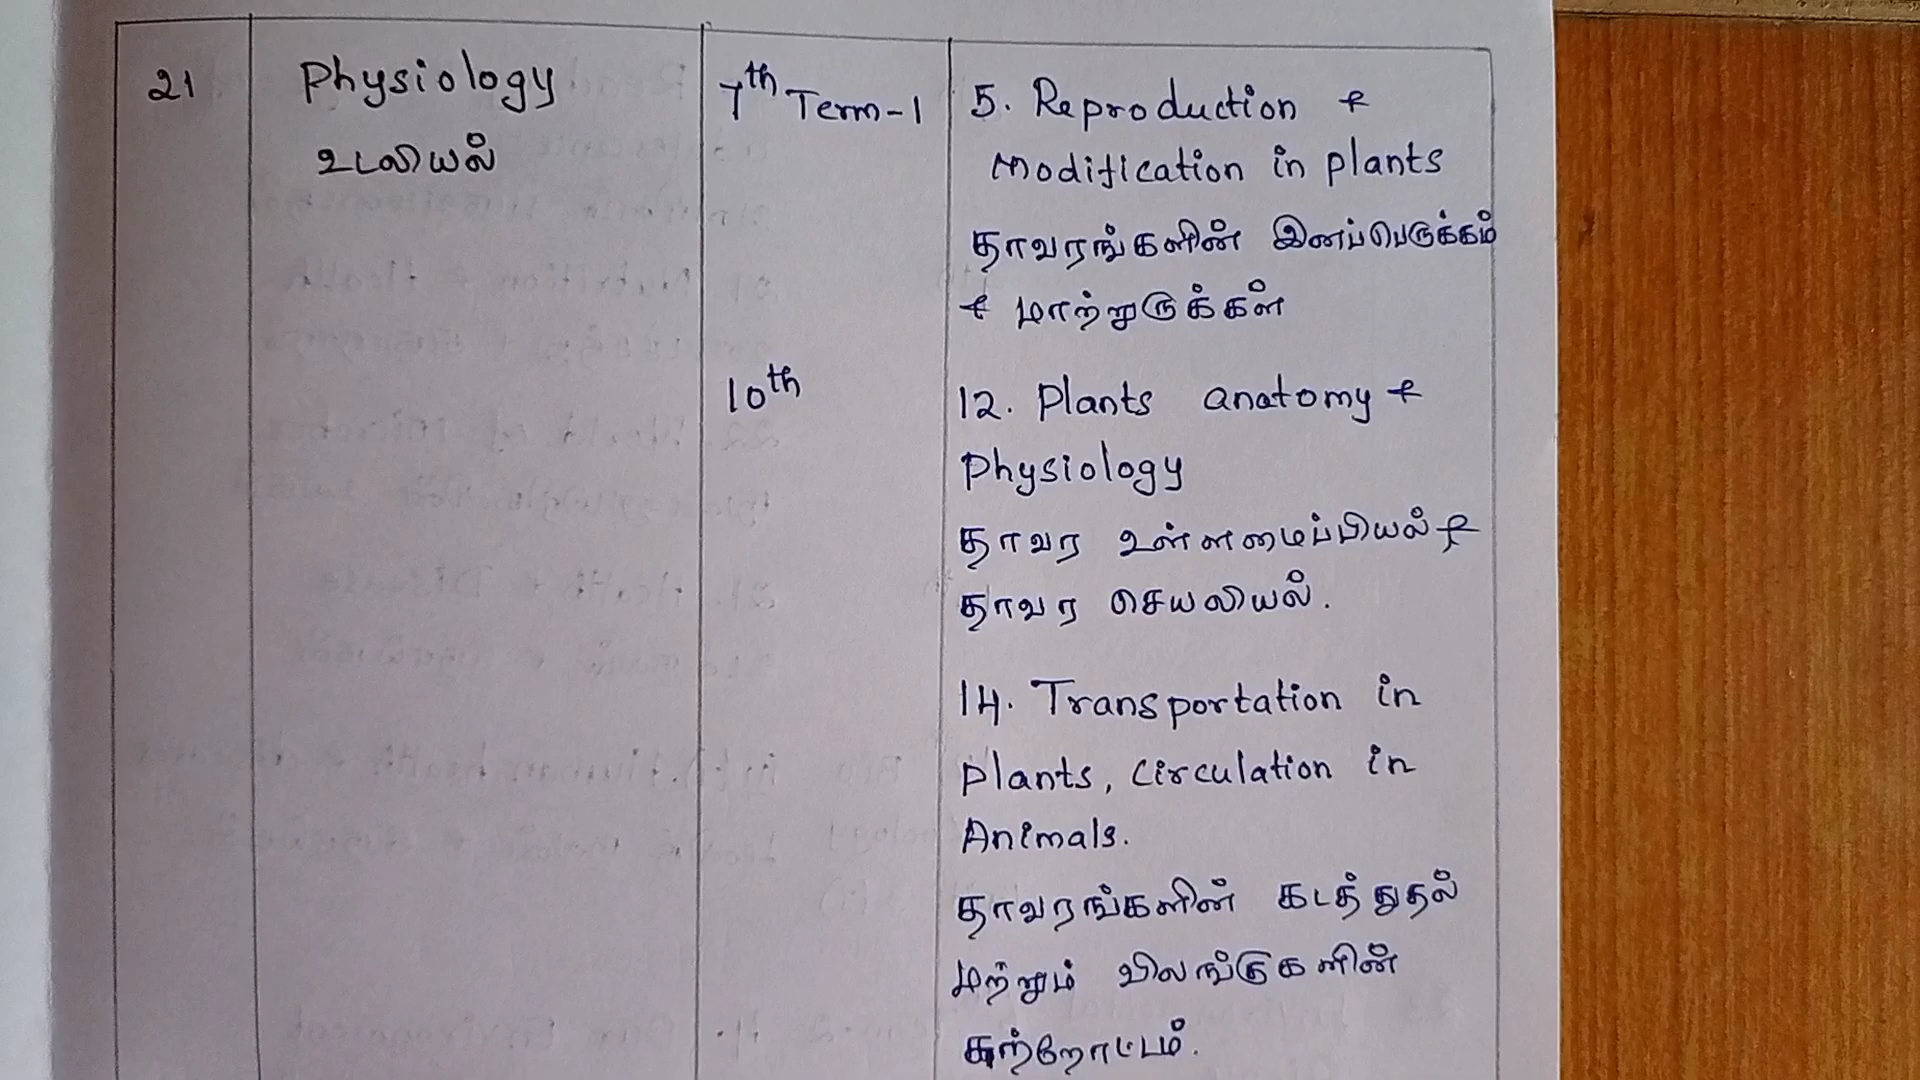 21 Physiology 7th Term-1 5. Reproduction &
உடலியல் Modification in plants
தாவரங்களின் இனப்பெருக்கம்
& மாற்றுருக்கள்
10th 12. Plants anatomy &
Physiology
தாவர உள்ளமைப்பியல் &
தாவர செயலியல்.
14. Transportation in
plants, circulation in
Animals.
தாவரங்களின் கடத்துதல்
மற்றும் விலங்குகளின்
சுற்றோட்டம்.